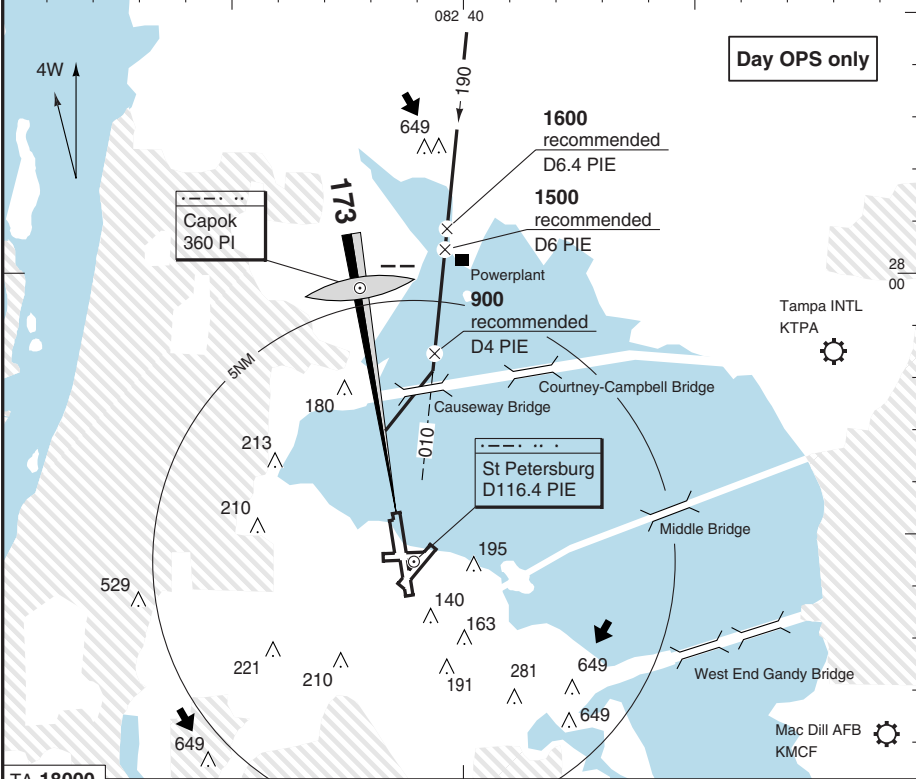 082 40
Day OPS only
4W
190
649
1600
recommended
D6.4 PIE
1500
recommended
D6 PIE
173
Capok
360 PI
Powerplant
28
00
900
recommended
D4 PIE
Tampa INTL
KTPA
5NM
180
Courtney-Campbell Bridge
Causeway Bridge
010
213
St Petersburg
D116.4 PIE
210
Middle Bridge
195
529
140
163
221
210
191
281
649
West End Gandy Bridge
649
649
Mac Dill AFB
KMCF
TA 18000